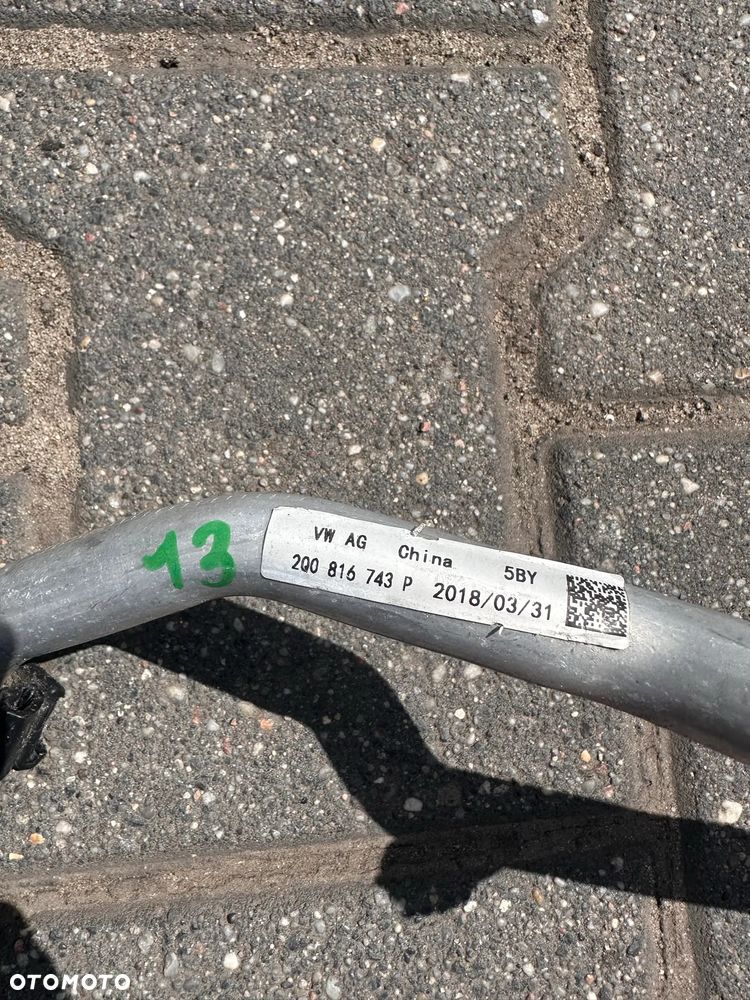 13
VW AG China 5BY
2Q0 816 743 P 2018/03/31
OTOMOTO